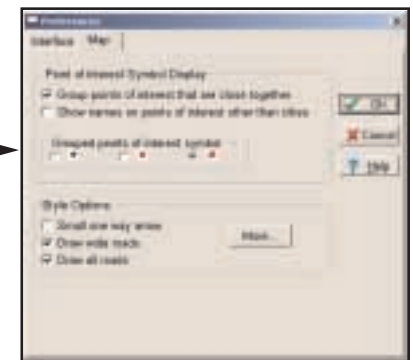 Preferences
Interface Map
Point of Interest Symbol Display
Group points of interest that are close together
Show names on points of interest other than cities
Grouped points of interest symbol
Style Options
Small one way arrows
Draw wide roads
Draw all roads
More...
OK
Cancel
Help